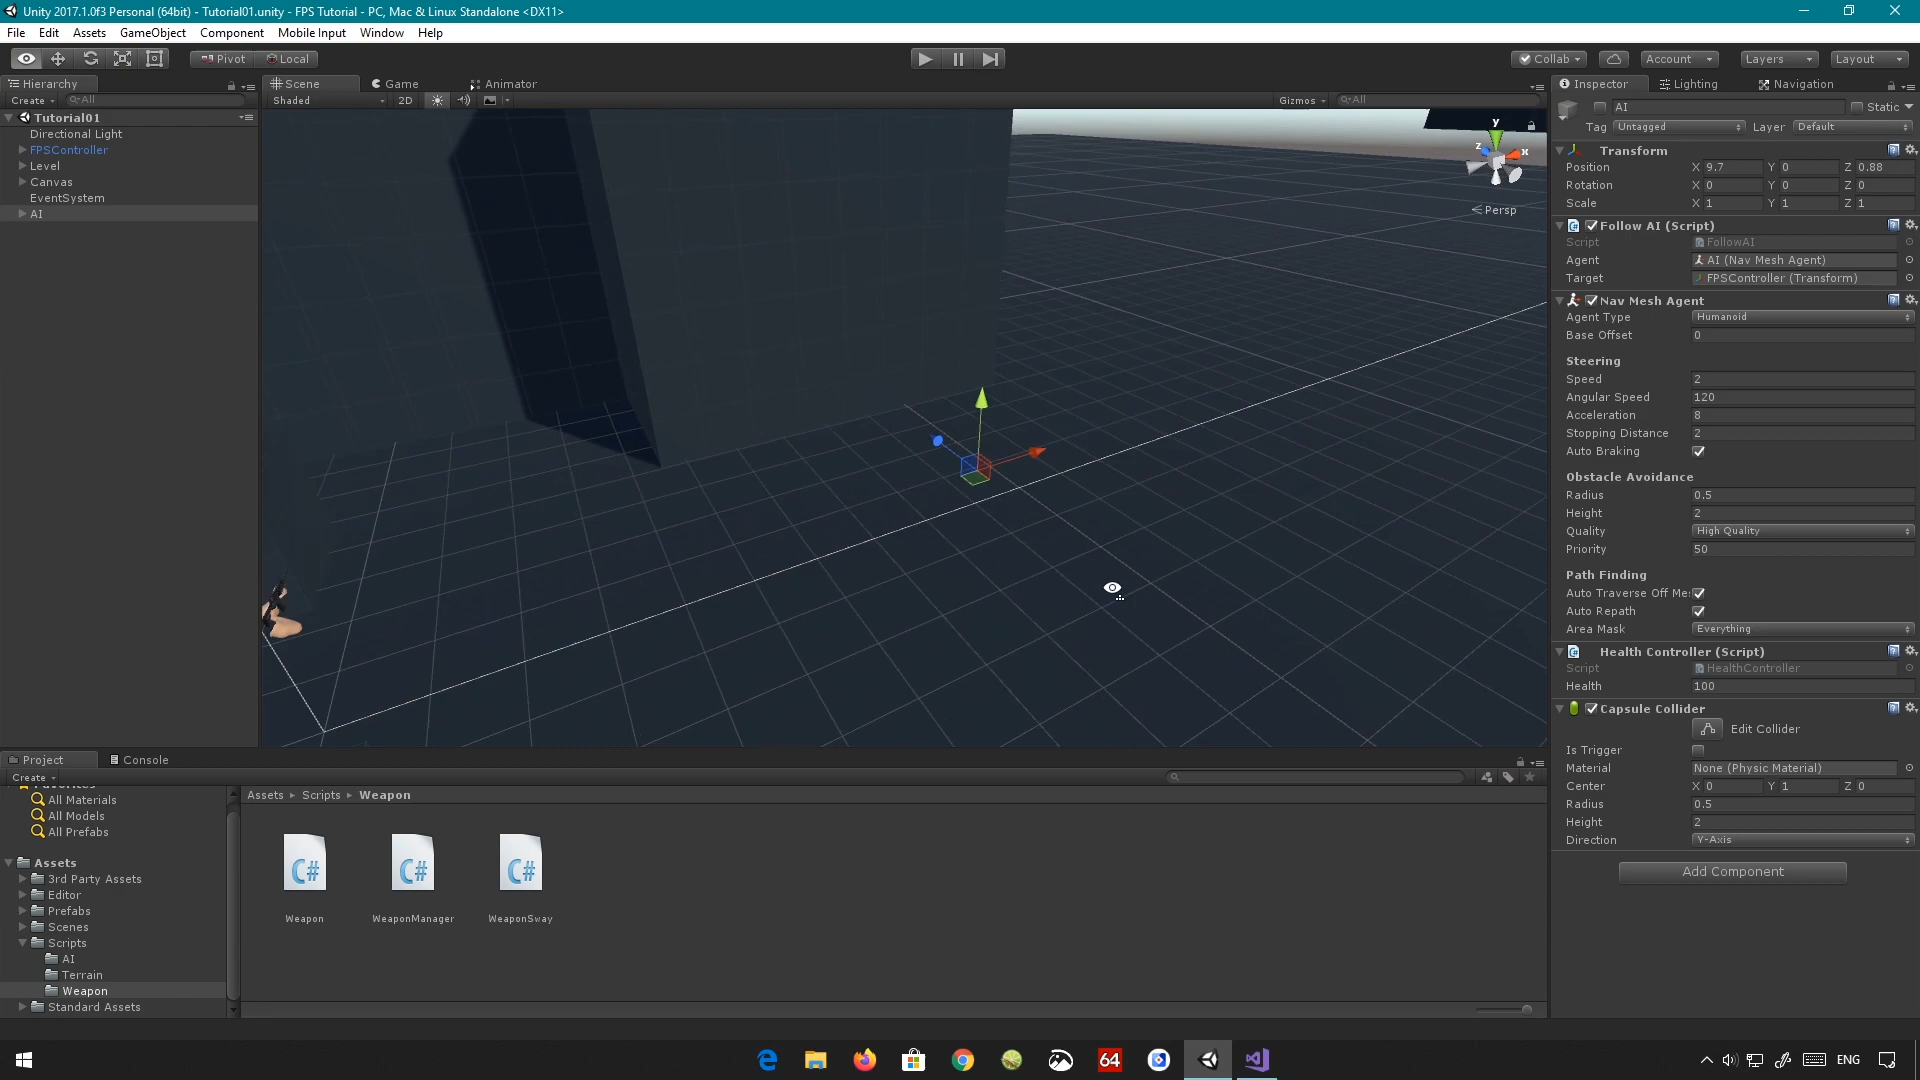 Unity 2017.1.0f3 Personal (64bit) - Tutorial01.unity - FPS Tutorial - PC, Mac & Linux Standalone <DX11>
File Edit Assets GameObject Component Mobile Input Window Help
Pivot Local Collab Account Layers Layout
Hierarchy
Create All
Tutorial01
Directional Light
FPSController
Level
Canvas
EventSystem
AI
Scene Game Animator
Shaded 2D Gizmos All
y
z
x
Persp
Inspector Lighting Navigation
AI Static
Tag Untagged Layer Default
Transform
Position X 9.7 Y 0 Z 0.88
Rotation X 0 Y 0 Z 0
Scale X 1 Y 1 Z 1
Follow AI (Script)
Script FollowAI
Agent AI (Nav Mesh Agent)
Target FPSController (Transform)
Nav Mesh Agent
Agent Type Humanoid
Base Offset 0
Steering
Speed 2
Angular Speed 120
Acceleration 8
Stopping Distance 2
Auto Braking
Obstacle Avoidance
Radius 0.5
Height 2
Quality High Quality
Priority 50
Path Finding
Auto Traverse Off Me
Auto Repath
Area Mask Everything
Health Controller (Script)
Script HealthController
Health 100
Capsule Collider
Edit Collider
Is Trigger
Material None (Physic Material)
Center X 0 Y 1 Z 0
Radius 0.5
Height 2
Direction Y-Axis
Add Component
Project Console
Create
Favorites
All Materials
All Models
All Prefabs
Assets
3rd Party Assets
Editor
Prefabs
Scenes
Scripts
AI
Terrain
Weapon
Standard Assets
Assets Scripts Weapon
C# C# C#
Weapon WeaponManager WeaponSway
64
ENG